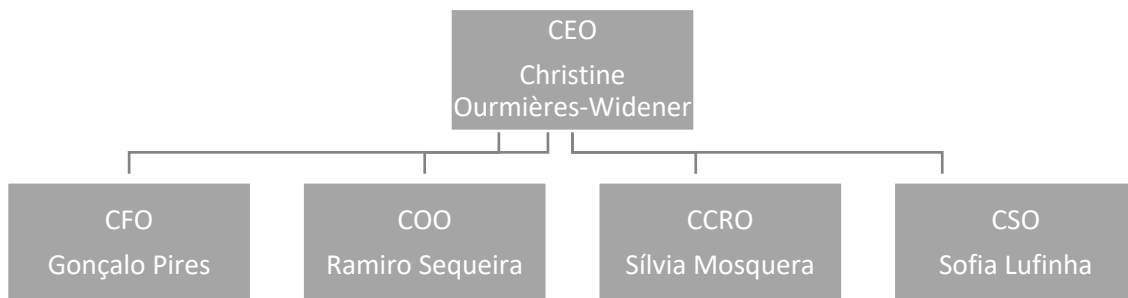 CEO
Christine
Ourmières-Widener
CFO
Gonçalo Pires
COO
Ramiro Sequeira
CCRO
Sílvia Mosquera
CSO
Sofia Lufinha